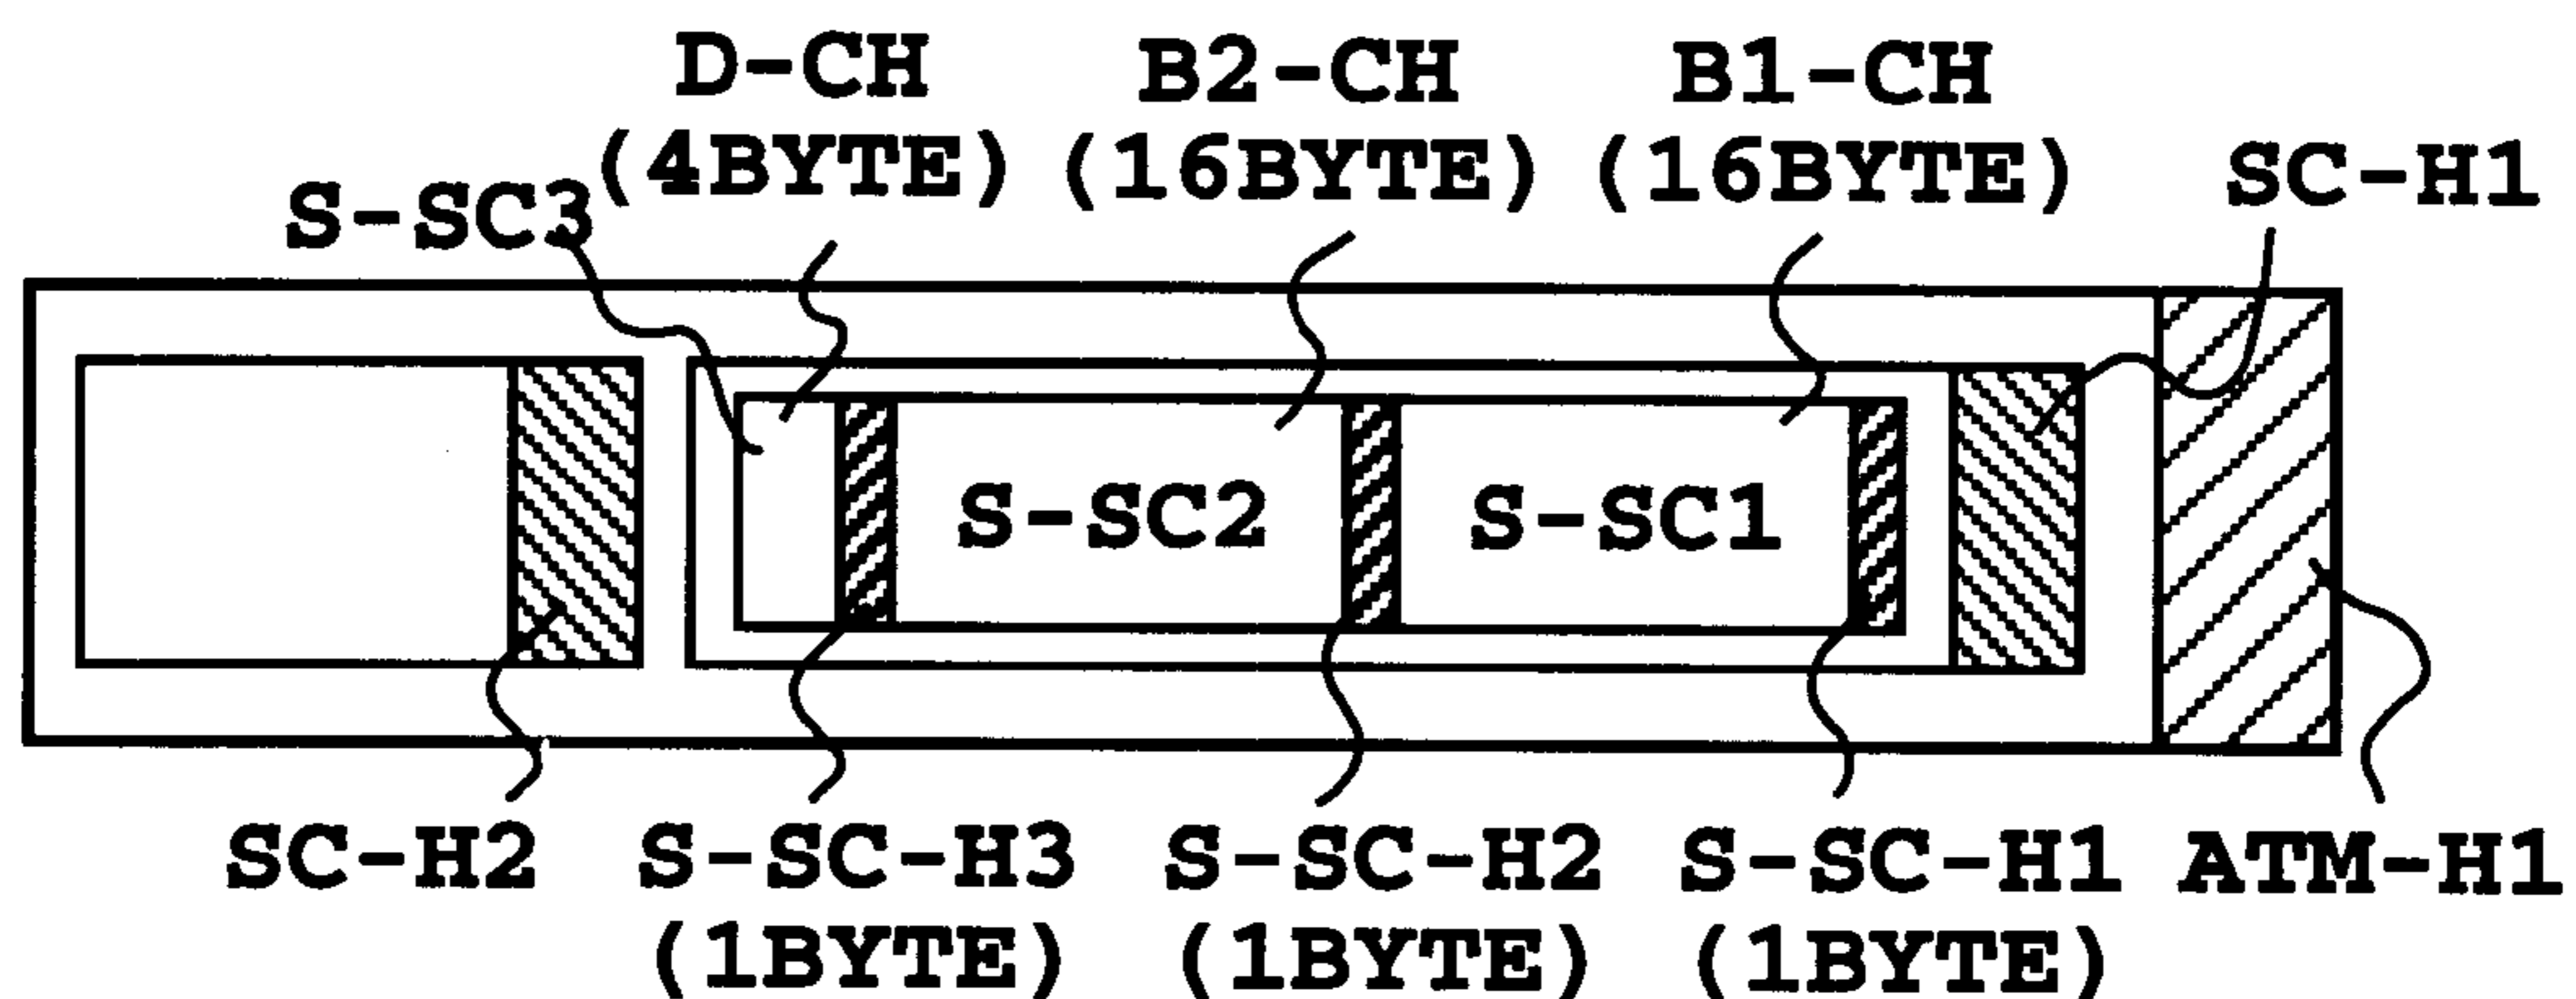 D-CH B2-CH B1-CH
(4BYTE) (16BYTE) (16BYTE) SC-H1
S-SC3
S-SC2 S-SC1
SC-H2 S-SC-H3 S-SC-H2 S-SC-H1 ATM-H1
(1BYTE) (1BYTE) (1BYTE)